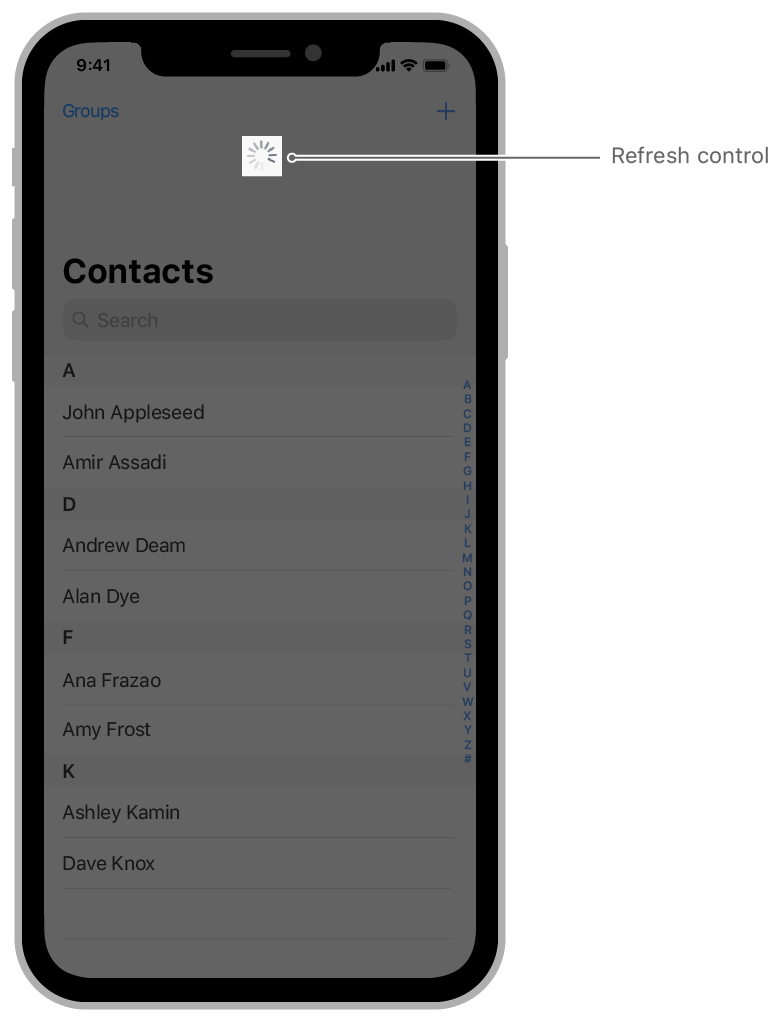 9:41
Groups
Refresh control
Contacts
Search
A
John Appleseed
Amir Assadi
D
Andrew Deam
Alan Dye
F
Ana Frazao
Amy Frost
K
Ashley Kamin
Dave Knox
A
B
C
D
E
F
G
H
I
J
K
L
M
N
O
P
Q
R
S
T
U
V
W
X
Y
Z
#